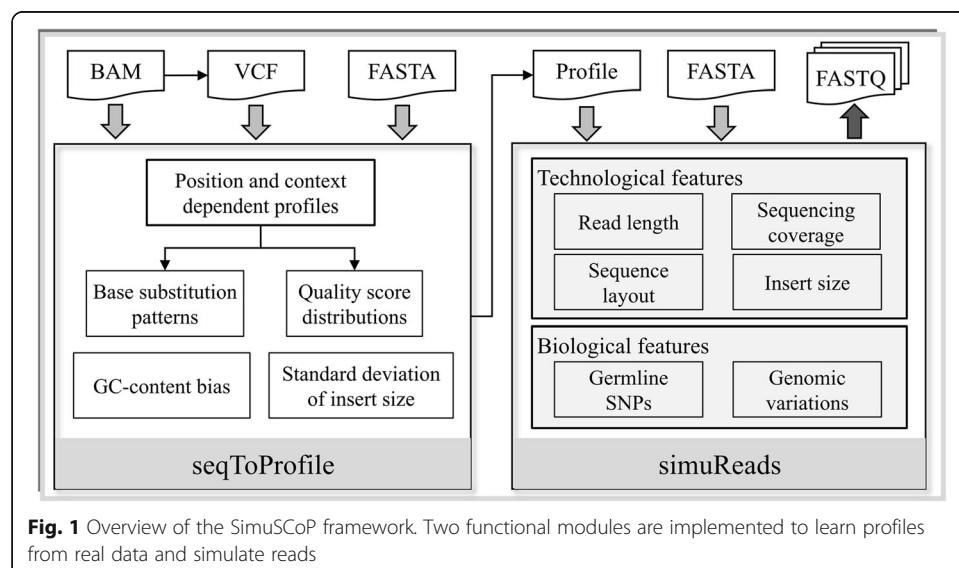 BAM
VCF
FASTA
Profile
FASTA
FASTQ
Position and context
dependent profiles
Base substitution
patterns
Quality score
distributions
GC-content bias
Standard deviation
of insert size
seqToProfile
Technological features
Read length
Sequencing
coverage
Sequence
layout
Insert size
Biological features
Germline
SNPs
Genomic
variations
simuReads
Fig. 1 Overview of the SimuSCoP framework. Two functional modules are implemented to learn profiles
from real data and simulate reads